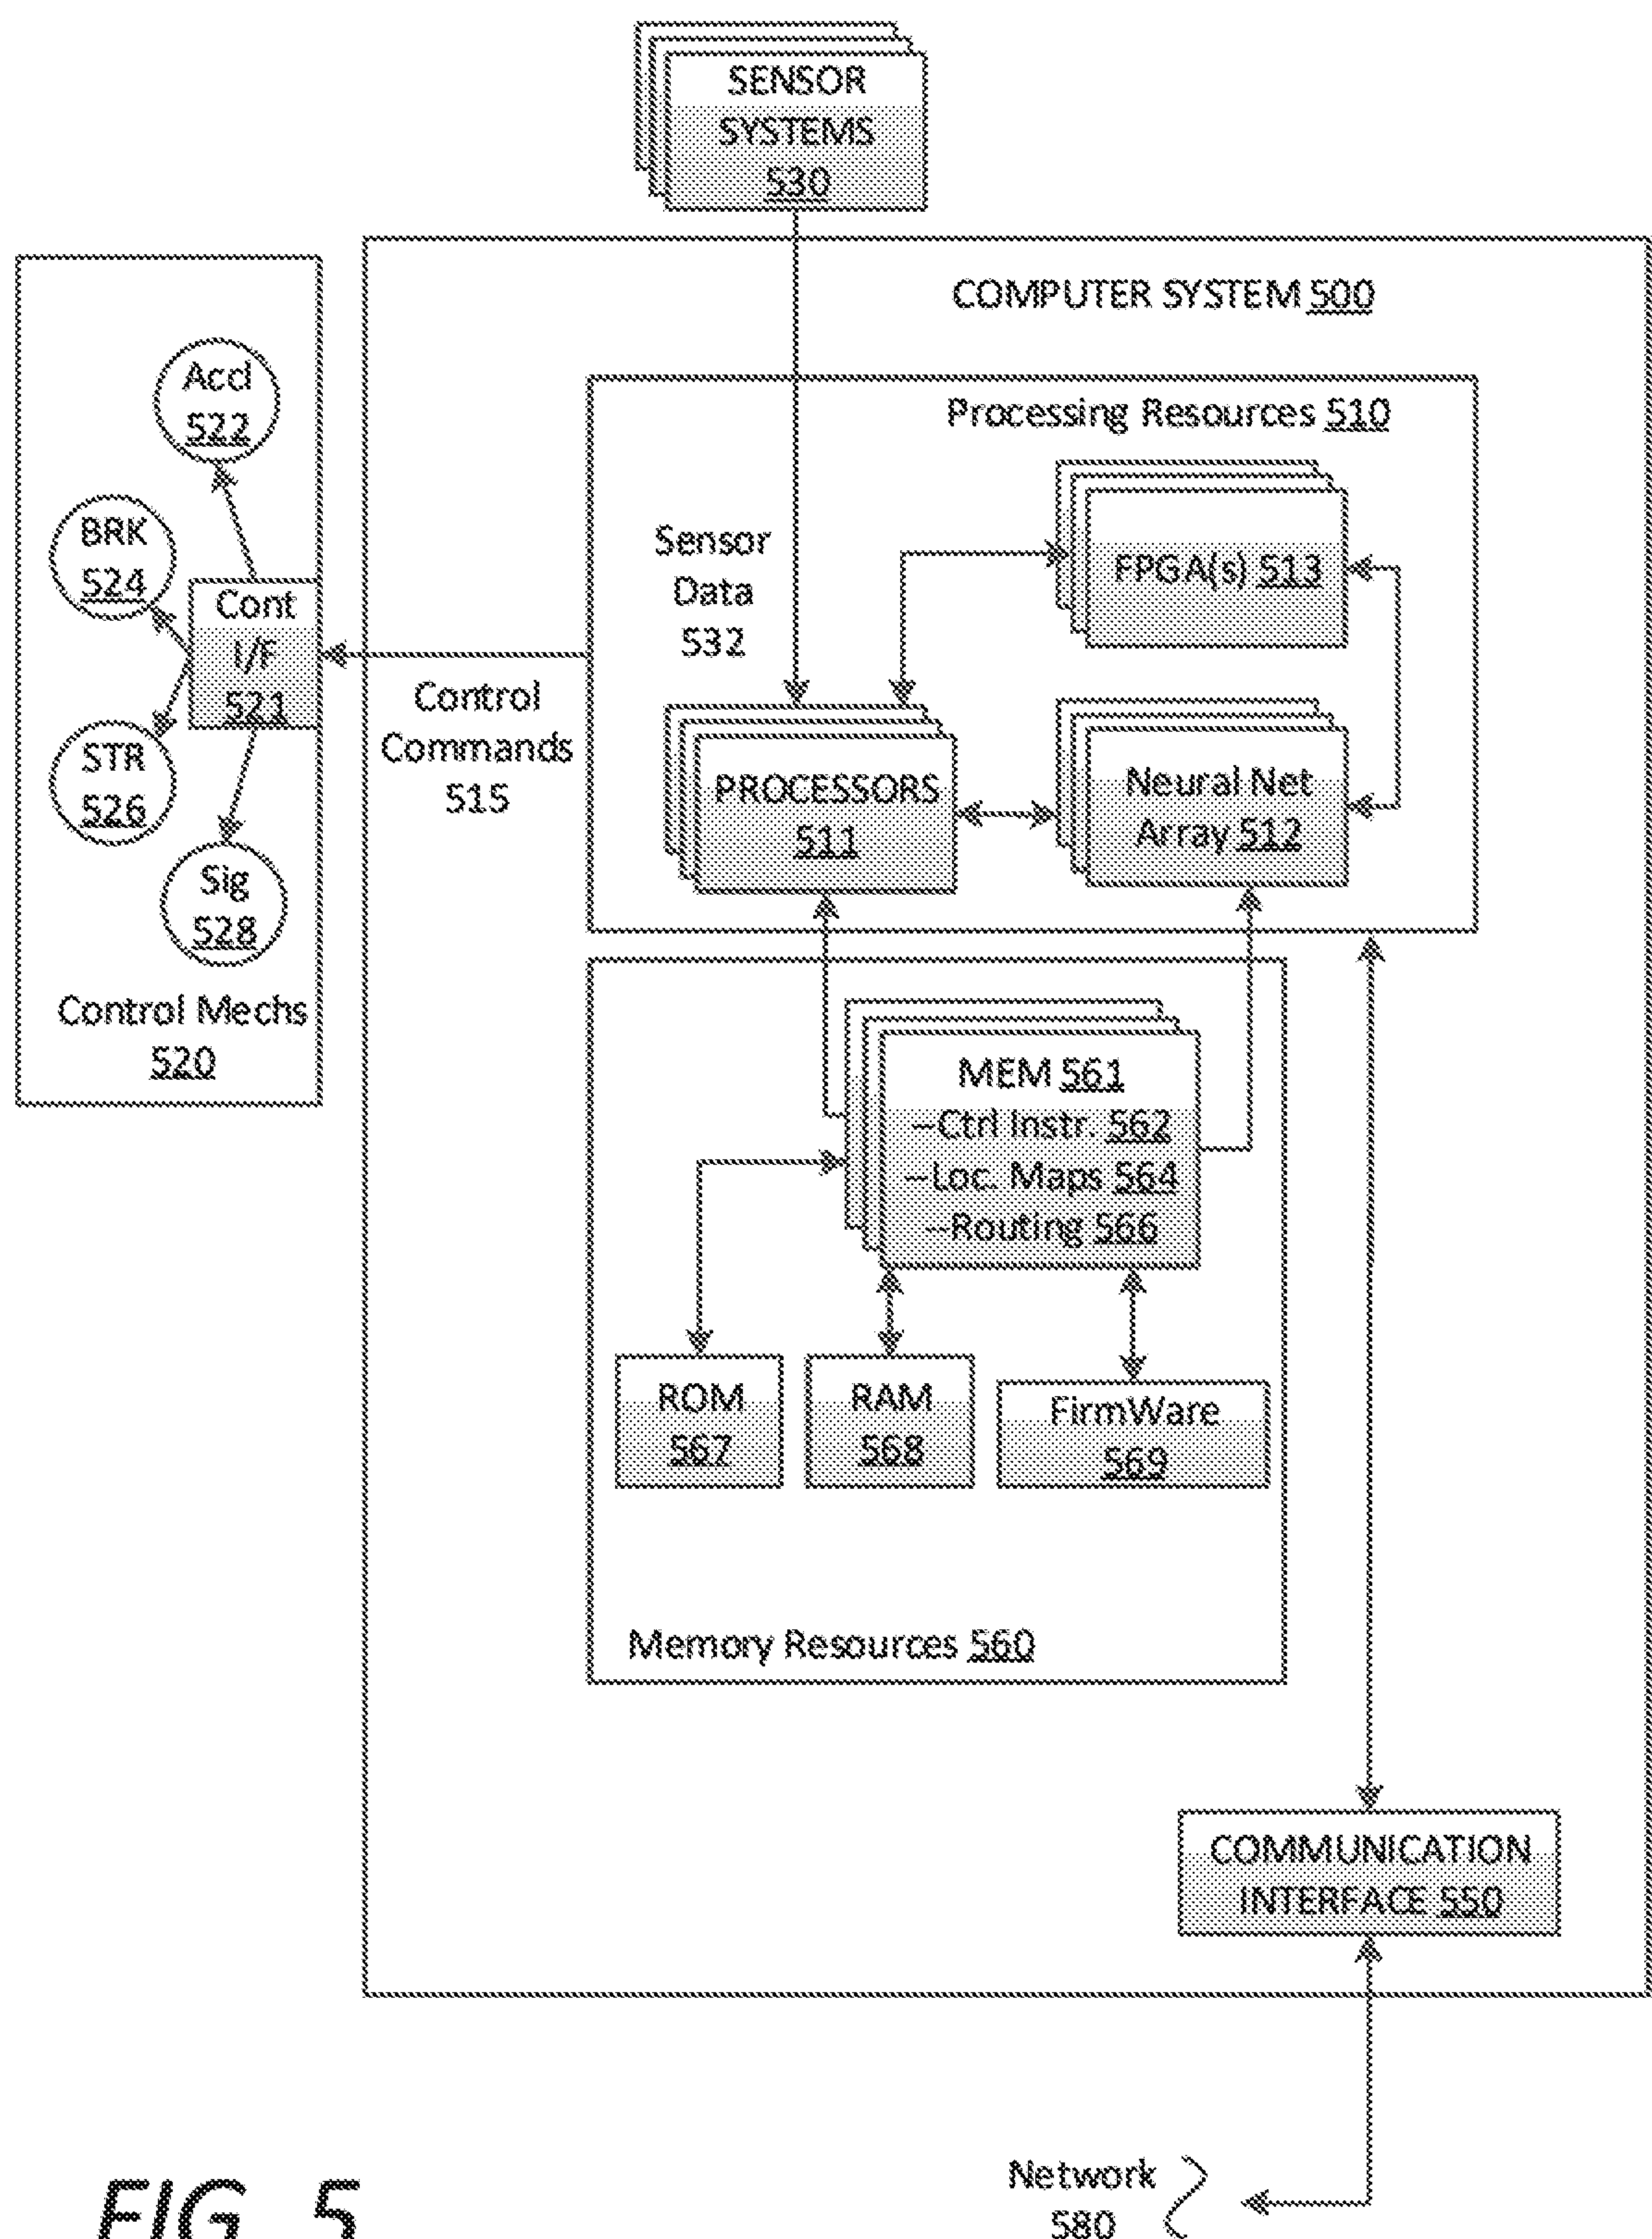 SENSOR
SYSTEMS
530
COMPUTER SYSTEM 500
Accl
522
BRK
524
Cont
I/F
521
STR
526
Sig
528
Control Mechs
520
Control
Commands
515
Processing Resources 510
Sensor
Data
532
FPGA(s) 513
PROCESSORS
511
Neural Net
Array 512
MEM 561
--Ctrl Instr. 562
--Loc. Maps 564
--Routing 566
ROM
567
RAM
568
FirmWare
569
Memory Resources 560
COMMUNICATION
INTERFACE 550
Network
580
FIG. 5